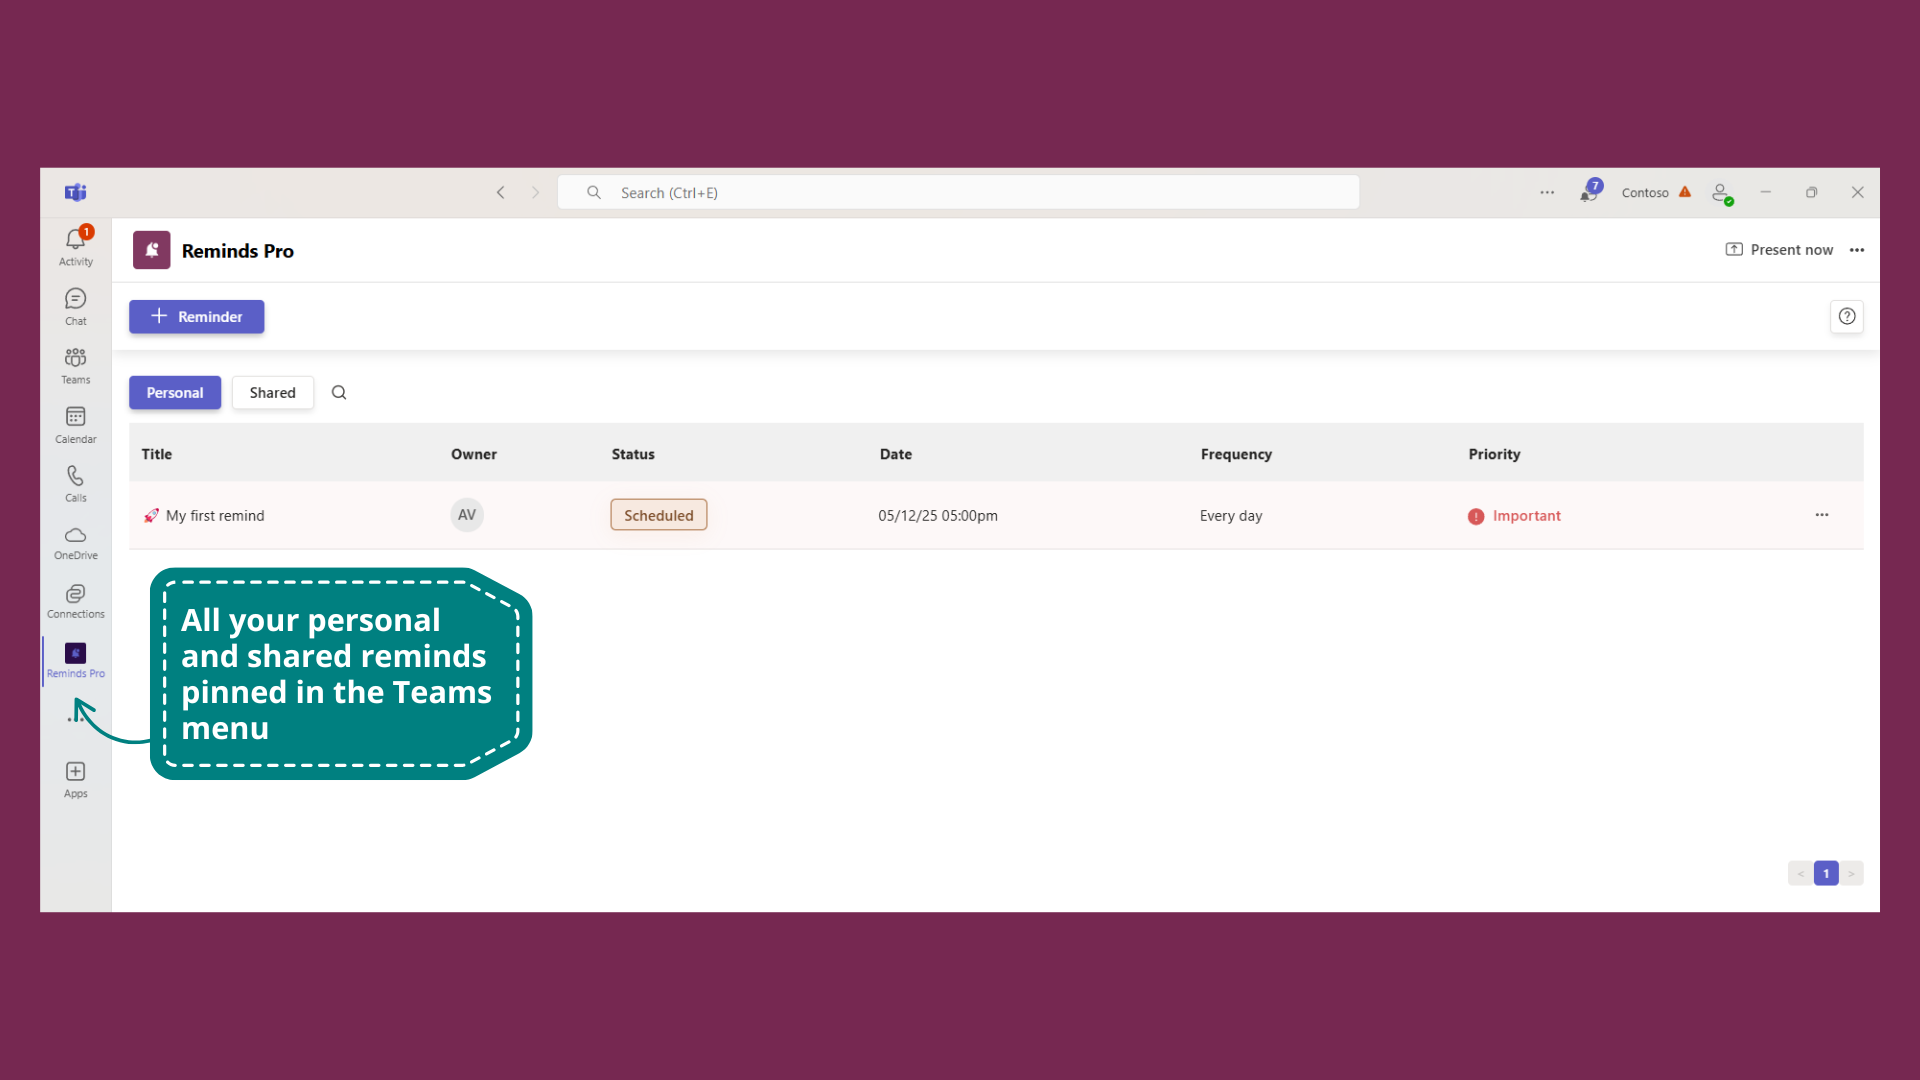 Search (Ctrl+E)
7
Contoso
1
Activity
Chat
Teams
Calendar
Calls
OneDrive
Connections
Reminds Pro
Apps
Reminds Pro
Present now
Reminder
Personal
Shared
Title Owner Status Date Frequency Priority
🚀 My first remind AV Scheduled 05/12/25 05:00pm Every day Important
All your personal
and shared reminds
pinned in the Teams
menu
< 1 >